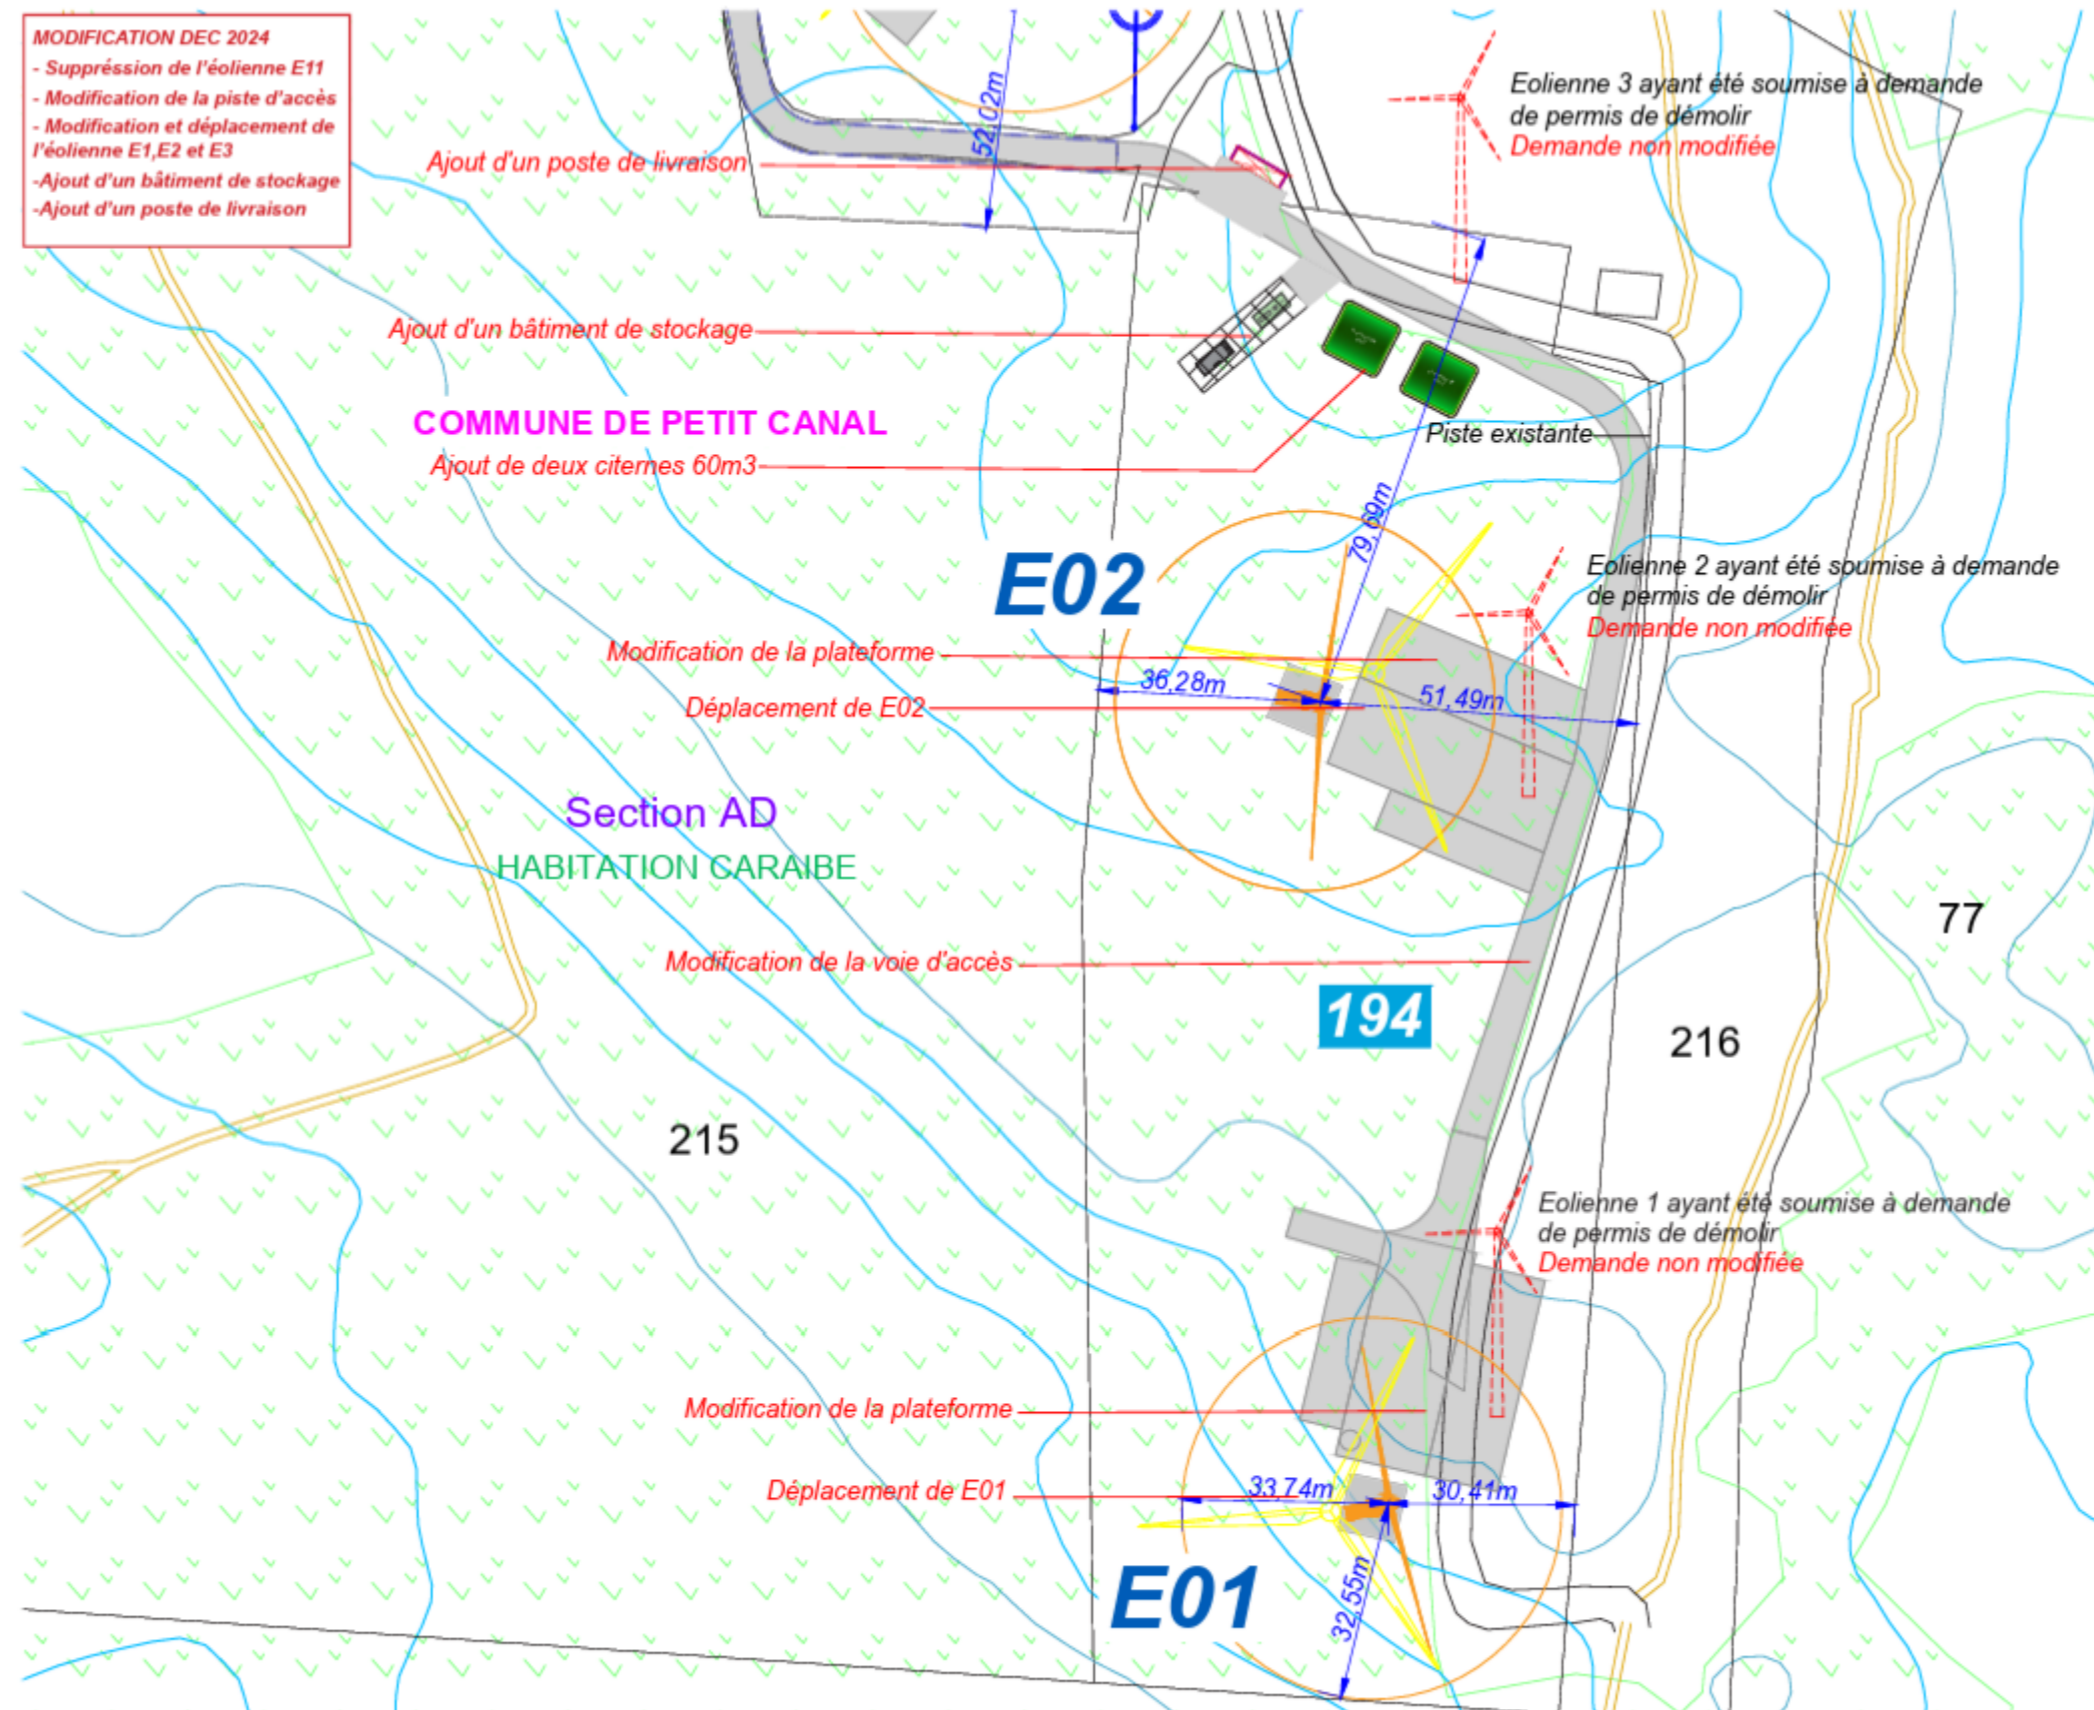 MODIFICATION DEC 2024
- Suppréssion de l'éolienne E11
- Modification de la piste d'accès
- Modification et déplacement de
l'éolienne E1,E2 et E3
-Ajout d'un bâtiment de stockage
-Ajout d'un poste de livraison
52,02m
Eolienne 3 ayant été soumise à demande
de permis de démolir
Demande non modifiée
Ajout d'un poste de livraison
Ajout d'un bâtiment de stockage
COMMUNE DE PETIT CANAL
Ajout de deux citernes 60m3
Piste existante
79,69m
E02
Eolienne 2 ayant été soumise à demande
de permis de démolir
Demande non modifiée
Modification de la plateforme
36,28m
51,49m
Déplacement de E02
Section AD
HABITATION CARAIBE
77
Modification de la voie d'accès
194
216
215
Eolienne 1 ayant été soumise à demande
de permis de démolir
Demande non modifiée
Modification de la plateforme
Déplacement de E01
33,74m
30,41m
E01
32,55m